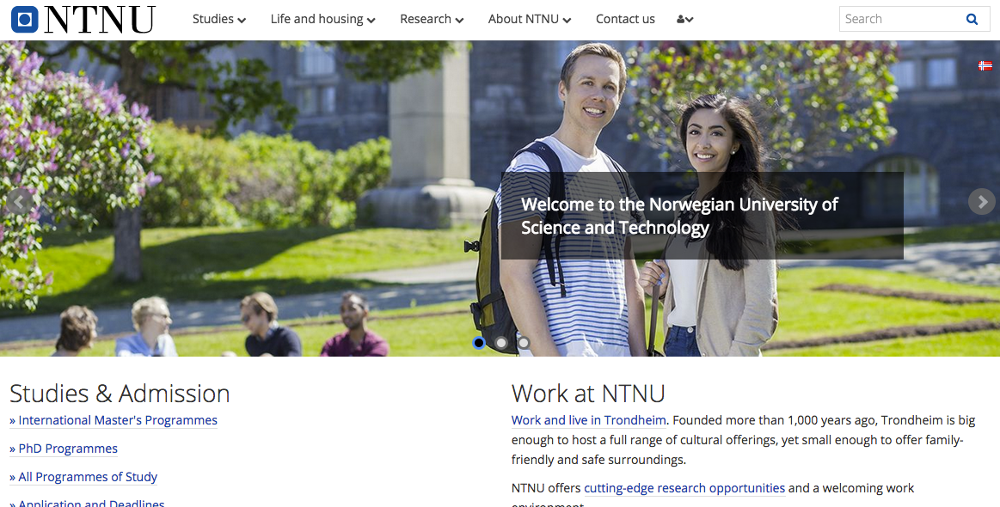 NTNU
Studies
Life and housing
Research
About NTNU
Contact us
Search
Welcome to the Norwegian University of
Science and Technology
Studies & Admission
» International Master's Programmes
» PhD Programmes
» All Programmes of Study
» Application and Deadlines
Work at NTNU
Work and live in Trondheim. Founded more than 1,000 years ago, Trondheim is big
enough to host a full range of cultural offerings, yet small enough to offer family-
friendly and safe surroundings.
NTNU offers cutting-edge research opportunities and a welcoming work
environment